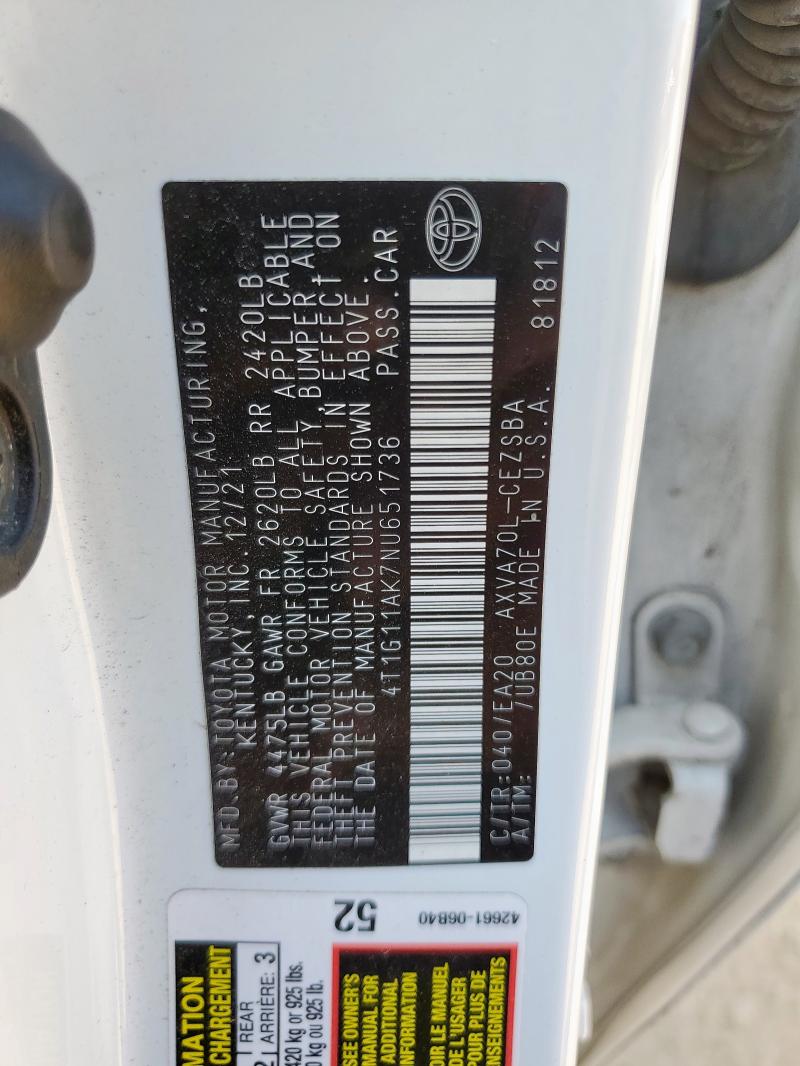 MFD.BY:TOYOTA MOTOR MANUFACTURING,
KENTUCKY, INC. 12/21
GVWR 4475LB GAWR FR 2620LB RR 2420LB
THIS VEHICLE CONFORMS TO ALL APPLICABLE
FEDERAL MOTOR VEHICLE SAFETY, BUMPER, AND
THEFT PREVENTION STANDARDS IN EFFECT ON
THE DATE OF MANUFACTURE SHOWN ABOVE.
4T1G11AK7NU651736 PASS.CAR
C/TR:040/EA20 AXVA70L-CEZSBA 81812
A/TM: /UB80E MADE IN U.S.A.
52
42661-06B40
MATION
CHARGEMENT
REAR
ARRIÈRE: 3
420 kg or 925 lbs.
0 kg ou 925 lb.
SEE OWNER'S
MANUAL FOR
ADDITIONAL
INFORMATION
OIR LE MANUEL
DE L'USAGER
POUR PLUS DE
ENSEIGNEMENTS